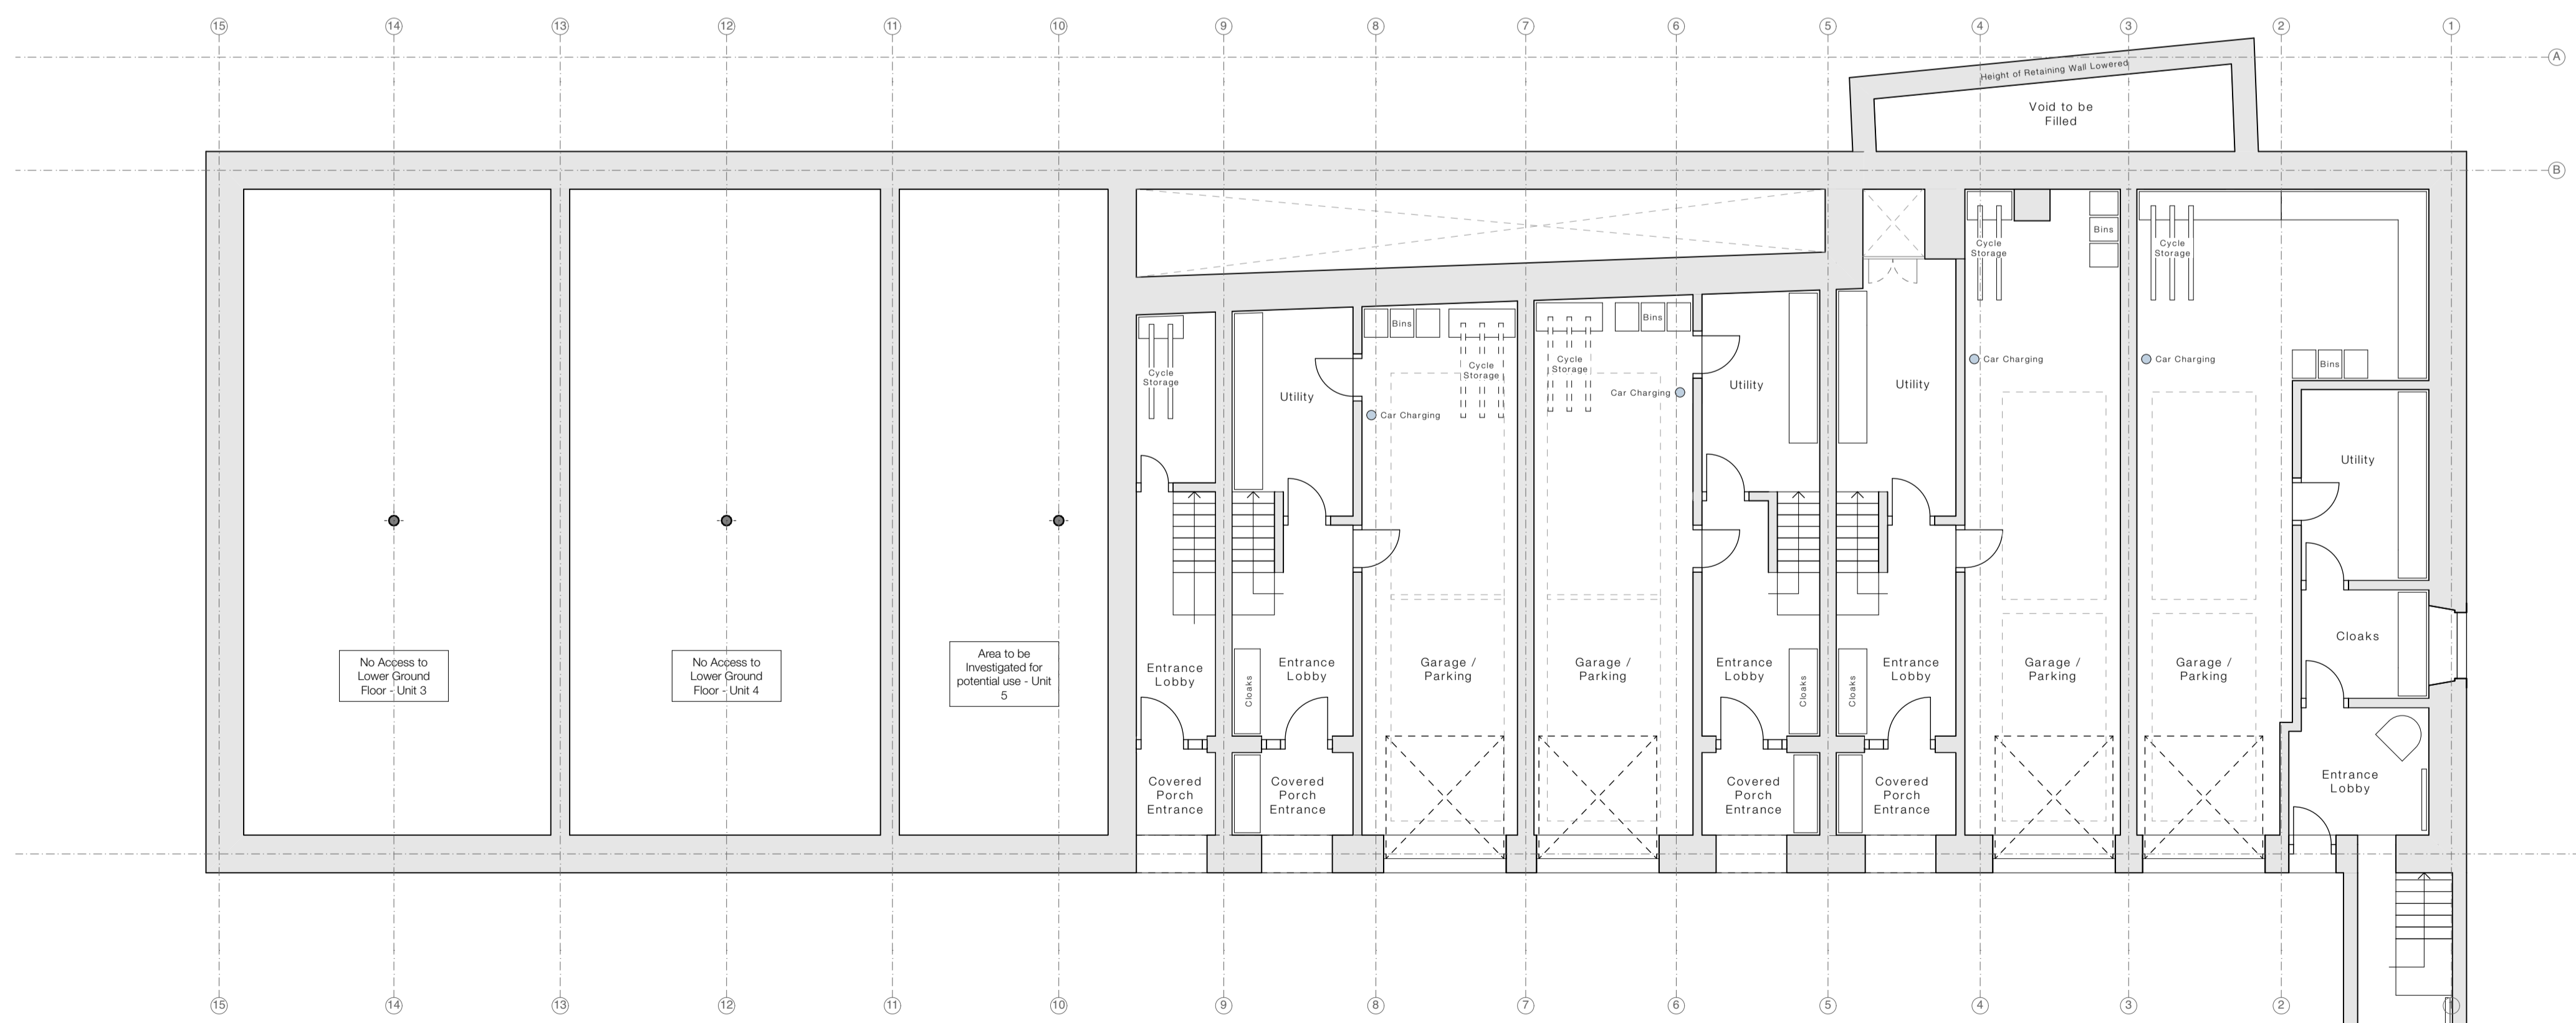 15 14 13 12 11 10 9 8 7 6 5 4 3 2 1
A
Height of Retaining Wall Lowered
Void to be
Filled
B
Cycle
Storage
Utility
Bins
Cycle
Storage
Car Charging
Cycle
Storage
Bins
Car Charging
Utility
Utility
Cycle
Storage
Bins
Car Charging
Cycle
Storage
Car Charging
Bins
Utility
Cloaks
No Access to
Lower Ground
Floor - Unit 3
No Access to
Lower Ground
Floor - Unit 4
Area to be
Investigated for
potential use - Unit
5
Entrance
Lobby
Cloaks
Entrance
Lobby
Garage /
Parking
Garage /
Parking
Entrance
Lobby
Cloaks
Cloaks
Entrance
Lobby
Garage /
Parking
Garage /
Parking
Covered
Porch
Entrance
Covered
Porch
Entrance
Covered
Porch
Entrance
Covered
Porch
Entrance
Entrance
Lobby
15 14 13 12 11 10 9 8 7 6 5 4 3 2